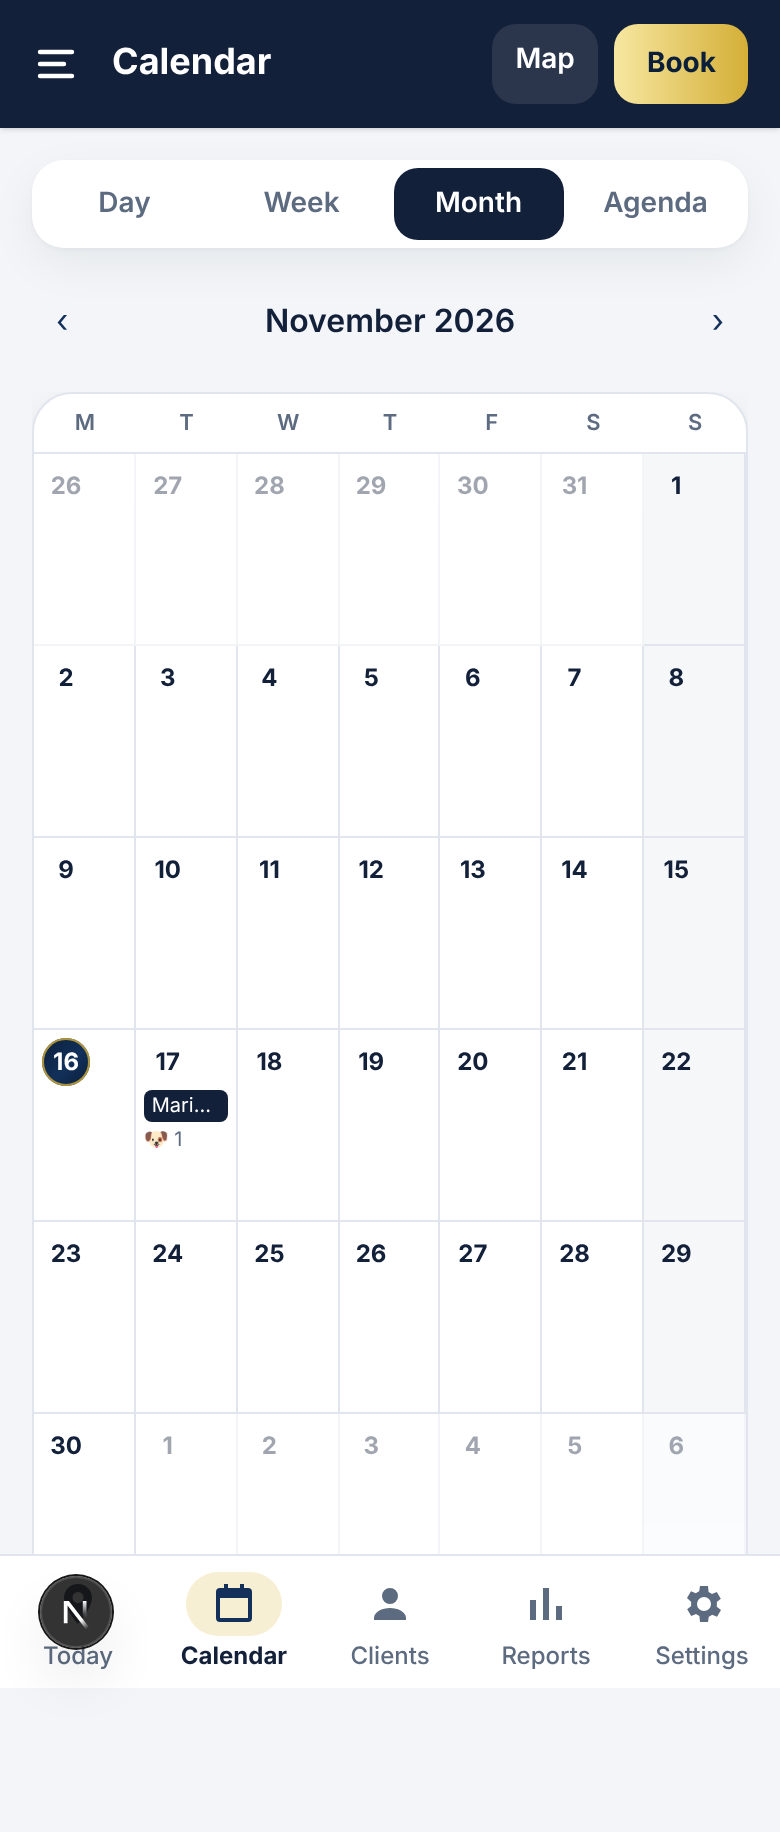 Calendar
Map
Book
Day Week Month Agenda
‹ November 2026 ›
M T W T F S S
26 27 28 29 30 31 1
2 3 4 5 6 7 8
9 10 11 12 13 14 15
16 17 18 19 20 21 22
Mari...
🐶 1
23 24 25 26 27 28 29
30 1 2 3 4 5 6
N
Today Calendar Clients Reports Settings